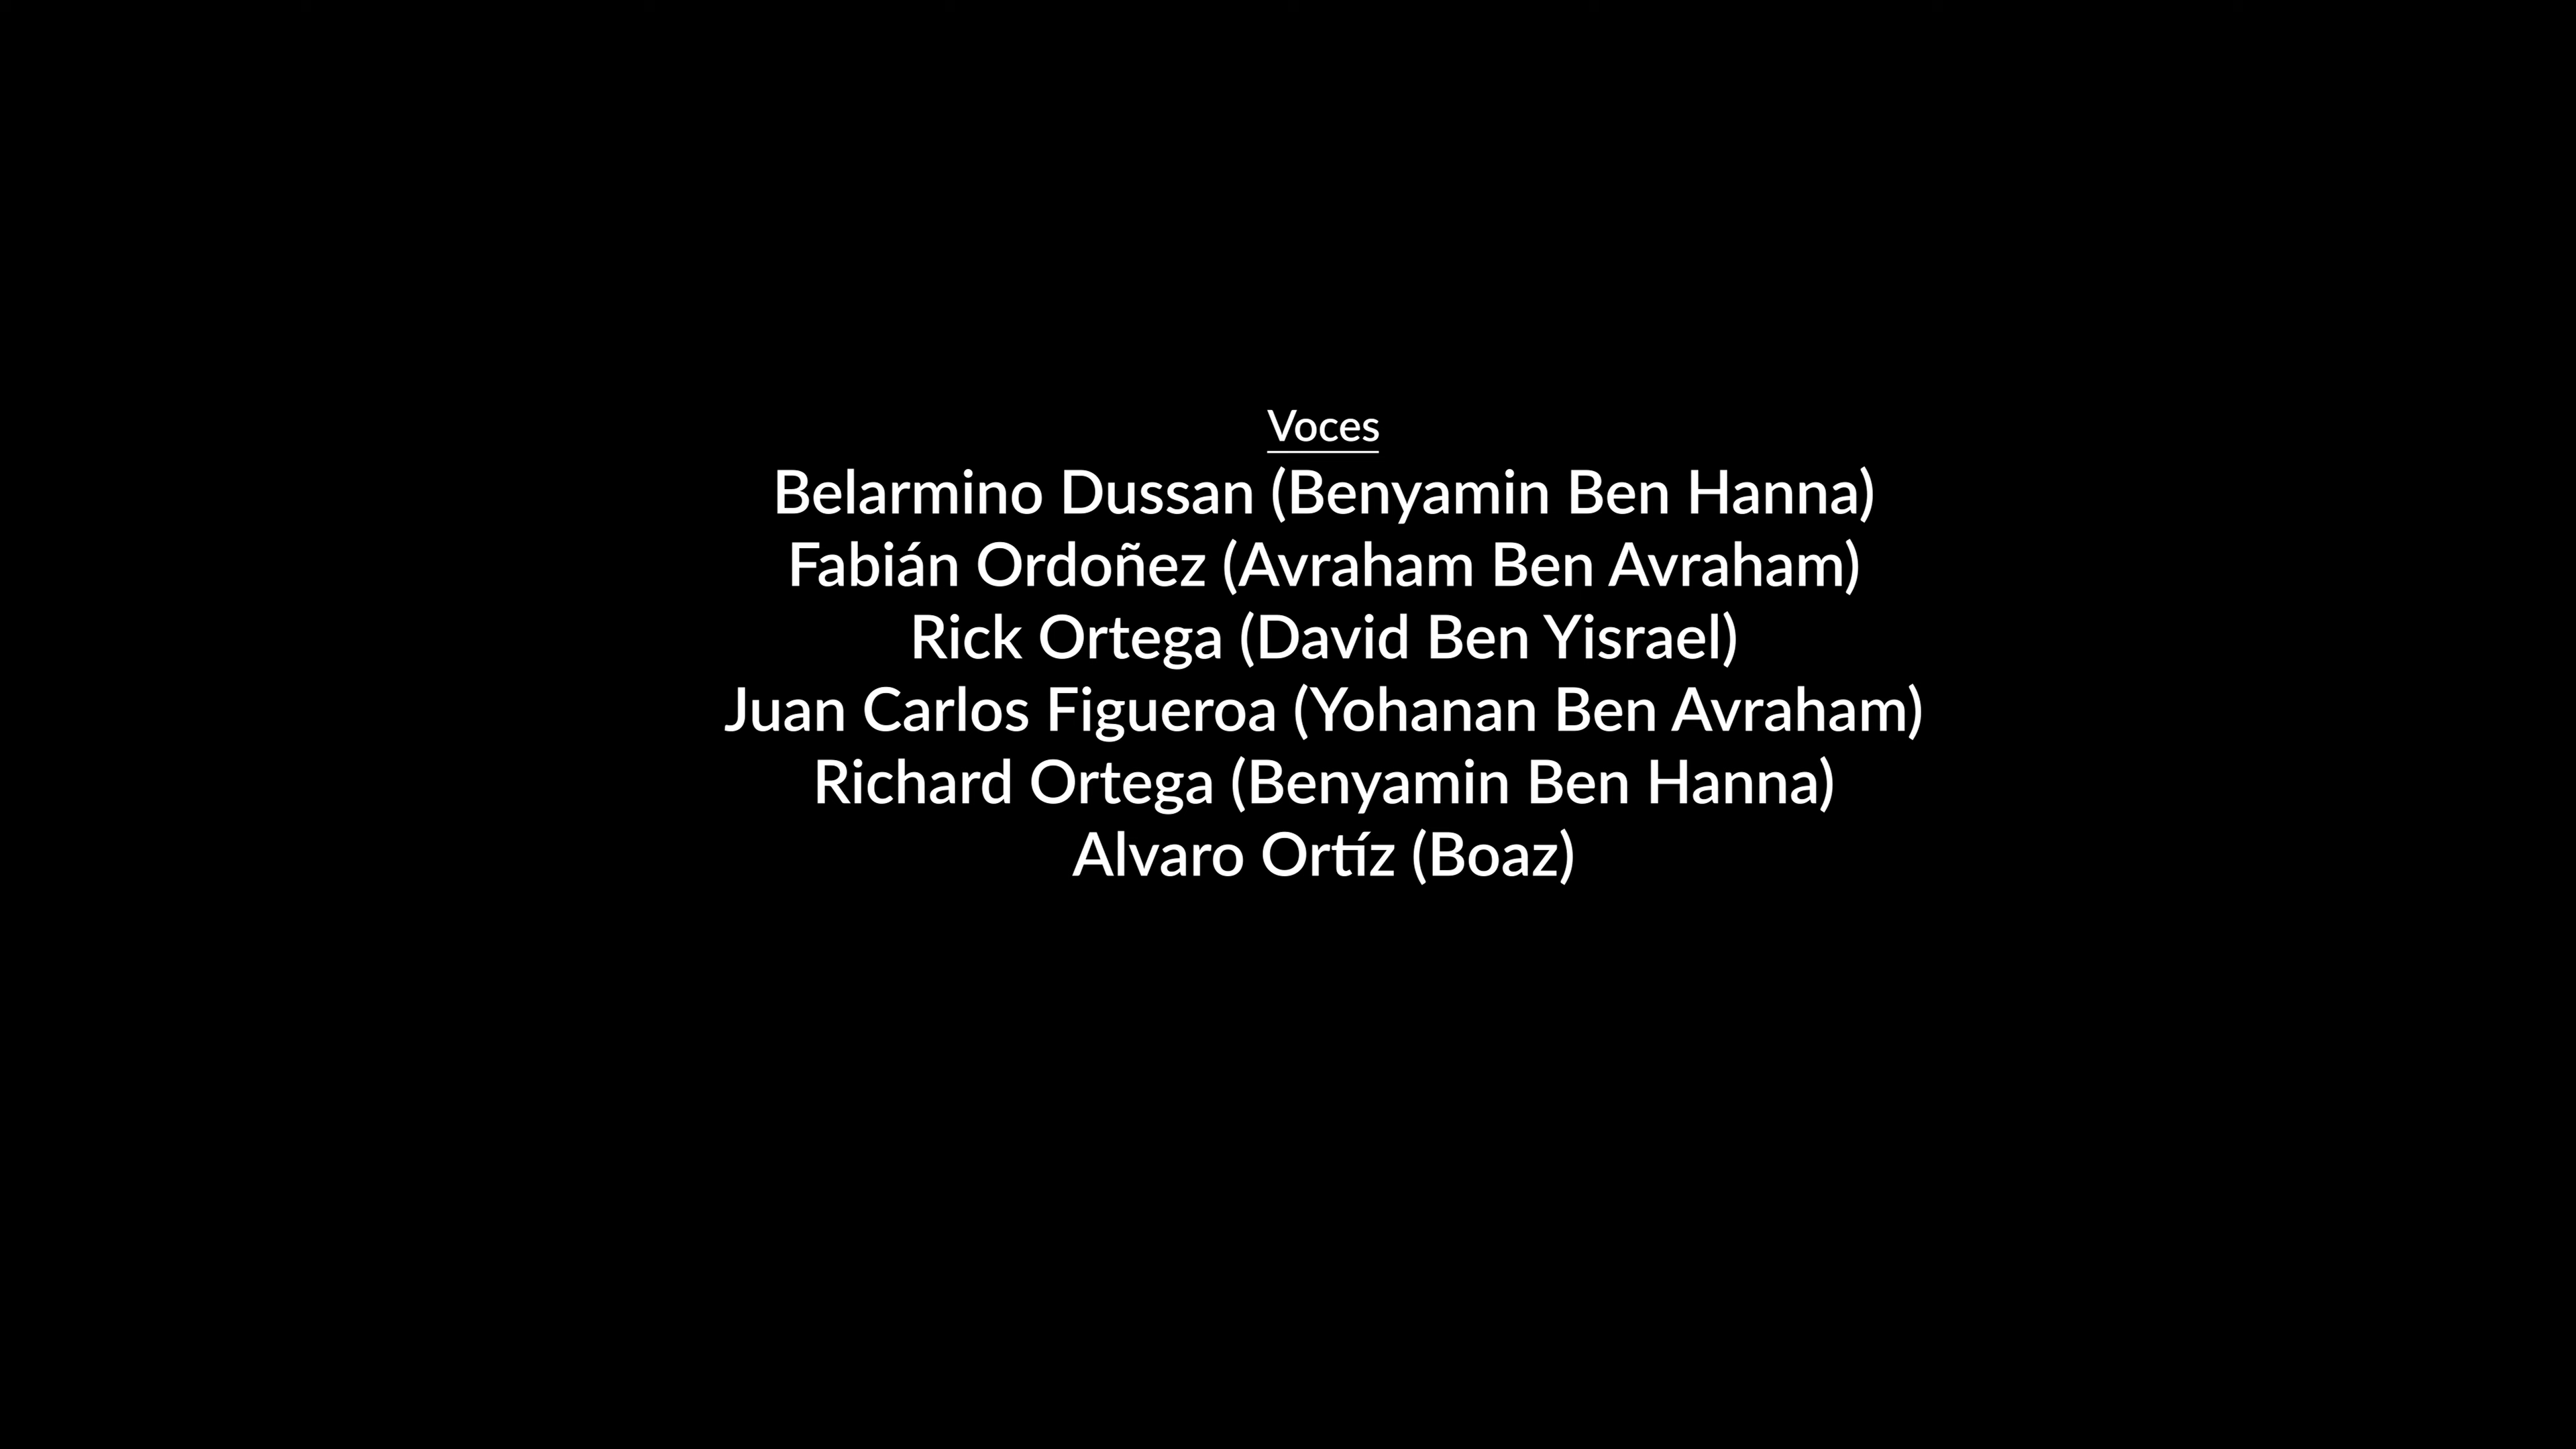 Voces
Belarmino Dussan (Benyamin Ben Hanna)
Fabián Ordoñez (Avraham Ben Avraham)
Rick Ortega (David Ben Yisrael)
Juan Carlos Figueroa (Yohanan Ben Avraham)
Richard Ortega (Benyamin Ben Hanna)
Alvaro Ortíz (Boaz)